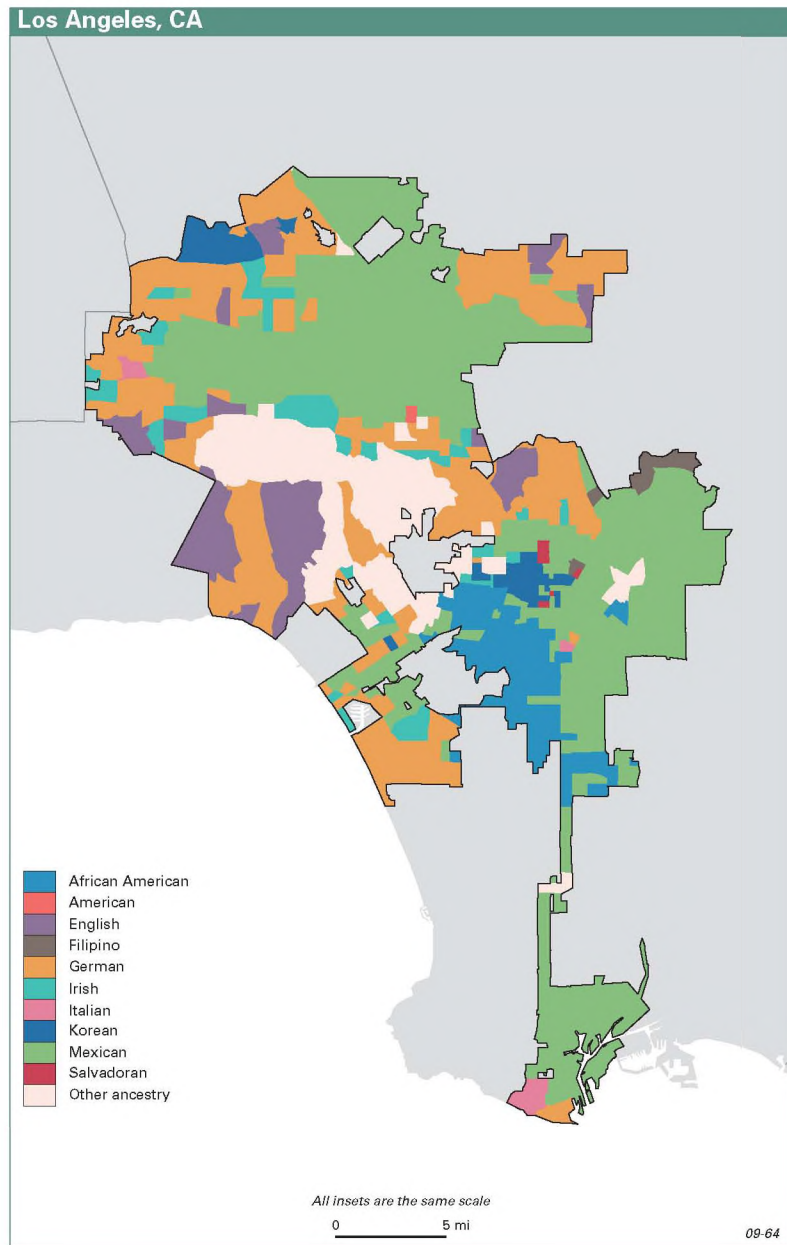 Los Angeles, CA
African American
American
English
Filipino
German
Irish
Italian
Korean
Mexican
Salvadoran
Other ancestry
All insets are the same scale
0 5 mi
09-64